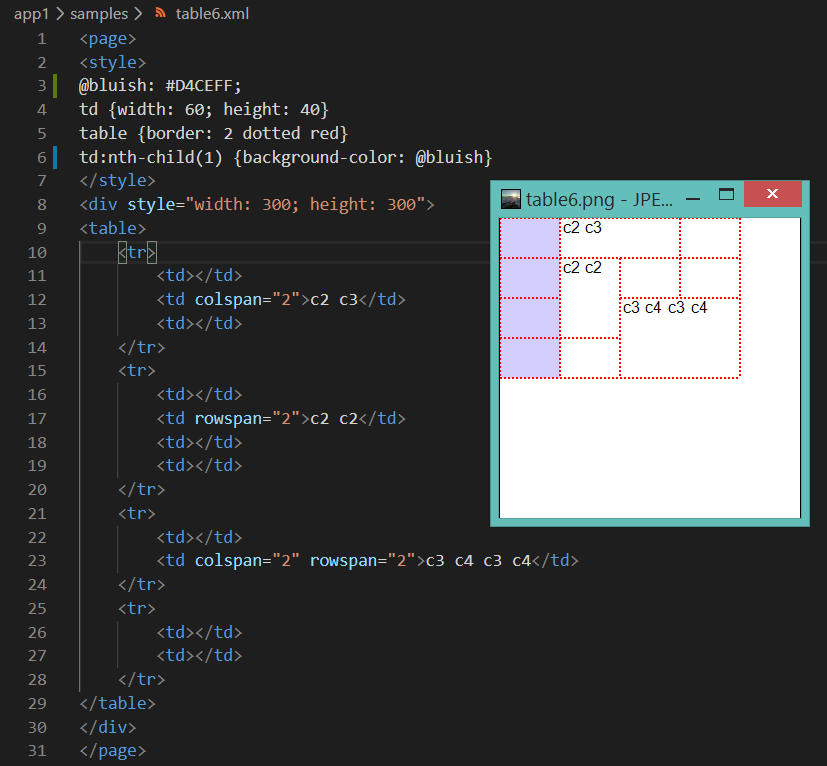 app1 > samples > table6.xml
1 <page>
2 <style>
3 @bluish: #D4CEFF;
4 td {width: 60; height: 40}
5 table {border: 2 dotted red}
6 td:nth-child(1) {background-color: @bluish}
7 </style>
8 <div style="width: 300; height: 300">
9 <table>
10 <tr>
11 <td></td>
12 <td colspan="2">c2 c3</td>
13 <td></td>
14 </tr>
15 <tr>
16 <td></td>
17 <td rowspan="2">c2 c2</td>
18 <td></td>
19 <td></td>
20 </tr>
21 <tr>
22 <td></td>
23 <td colspan="2" rowspan="2">c3 c4 c3 c4</td>
24 </tr>
25 <tr>
26 <td></td>
27 <td></td>
28 </tr>
29 </table>
30 </div>
31 </page>
table6.png - JPE...
c2 c3
c2 c2
c3 c4 c3 c4